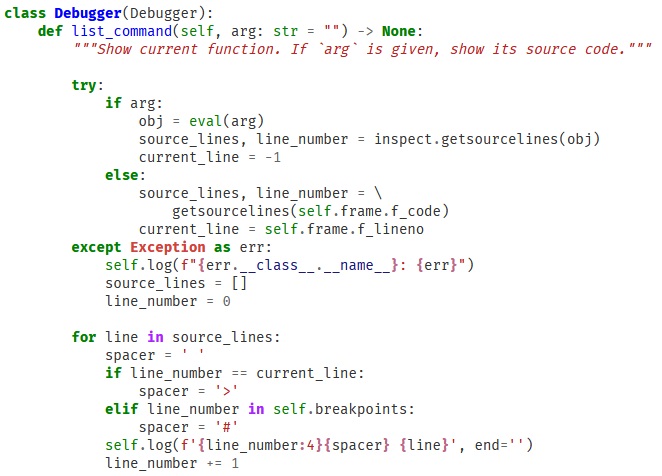 class Debugger(Debugger):
    def list_command(self, arg: str = "") -> None:
        """Show current function. If `arg` is given, show its source code."""

        try:
            if arg:
                obj = eval(arg)
                source_lines, line_number = inspect.getsourcelines(obj)
                current_line = -1
            else:
                source_lines, line_number = \
                    getsourcelines(self.frame.f_code)
                current_line = self.frame.f_lineno
        except Exception as err:
            self.log(f"{err.__class__.__name__}: {err}")
            source_lines = []
            line_number = 0

        for line in source_lines:
            spacer = ' '
            if line_number == current_line:
                spacer = '>'
            elif line_number in self.breakpoints:
                spacer = '#'
            self.log(f'{line_number:4}{spacer} {line}', end='')
            line_number += 1